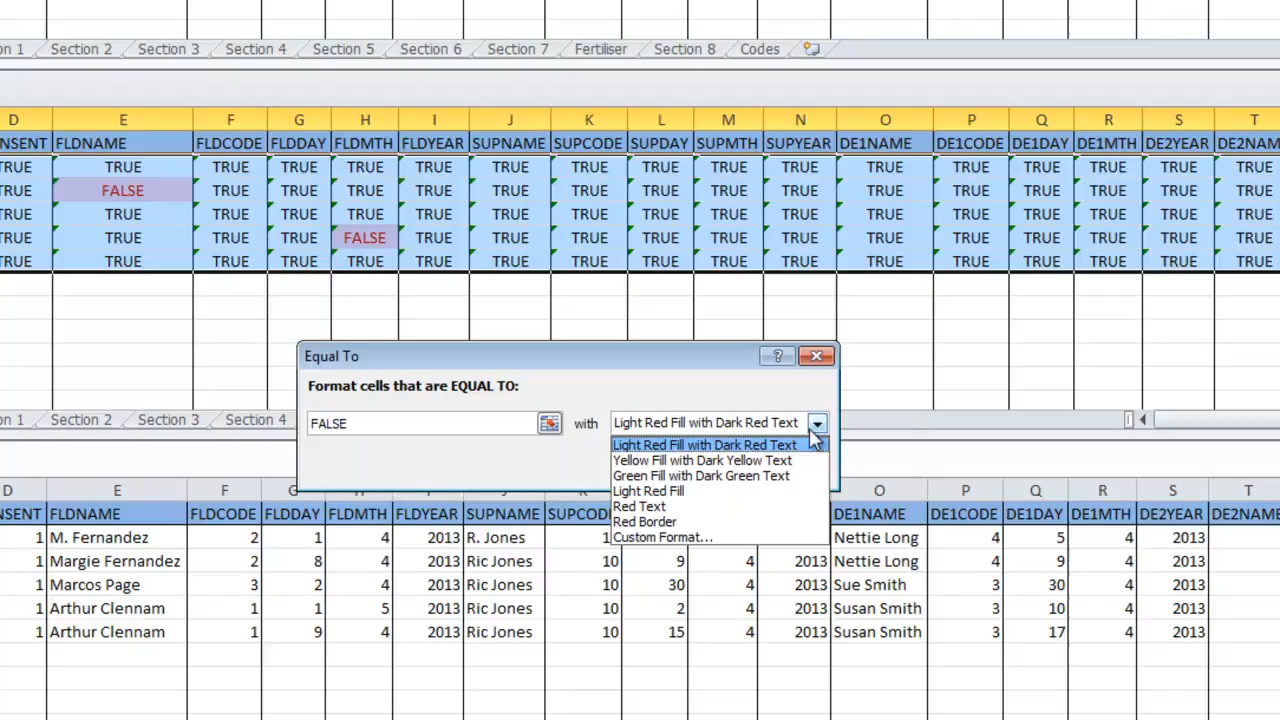 on 1 Section 2 Section 3 Section 4 Section 5 Section 6 Section 7 Fertiliser Section 8 Codes
D E F G H I J K L M N O P Q R S T
NSENT FLDNAME FLDCODE FLDDAY FLDMTH FLDYEAR SUPNAME SUPCODE SUPDAY SUPMTH SUPYEAR DE1NAME DE1CODE DE1DAY DE1MTH DE2YEAR DE2NAM
TRUE TRUE TRUE TRUE TRUE TRUE TRUE TRUE TRUE TRUE TRUE TRUE TRUE TRUE TRUE TRUE TRUE
TRUE FALSE TRUE TRUE TRUE TRUE TRUE TRUE TRUE TRUE TRUE TRUE TRUE TRUE TRUE TRUE TRUE
TRUE TRUE TRUE TRUE TRUE TRUE TRUE TRUE TRUE TRUE TRUE TRUE TRUE TRUE TRUE TRUE TRUE
TRUE TRUE TRUE TRUE FALSE TRUE TRUE TRUE TRUE TRUE TRUE TRUE TRUE TRUE TRUE TRUE TRUE
TRUE TRUE TRUE TRUE TRUE TRUE TRUE TRUE TRUE TRUE TRUE TRUE TRUE TRUE TRUE TRUE TRUE
Equal To ?
Format cells that are EQUAL TO:
FALSE with Light Red Fill with Dark Red Text
Light Red Fill with Dark Red Text
Yellow Fill with Dark Yellow Text
Green Fill with Dark Green Text
Light Red Fill
Red Text
Red Border
Custom Format...
on 1 Section 2 Section 3 Section
D E F O P Q R S T
NSENT FLDNAME FLDCODE FLDDAY FLDMTH FLDYEAR SUPNAME SUPCO DE1NAME DE1CODE DE1DAY DE1MTH DE2YEAR DE2NAME
1 M. Fernandez 2 1 4 2013 R. Jones 1 Nettie Long 4 5 4 2013
1 Margie Fernandez 2 8 4 2013 Ric Jones 10 9 4 2013 Nettie Long 4 9 4 2013
1 Marcos Page 3 2 4 2013 Ric Jones 10 30 4 2013 Sue Smith 3 30 4 2013
1 Arthur Clennam 1 1 5 2013 Ric Jones 10 2 4 2013 Susan Smith 3 10 4 2013
1 Arthur Clennam 1 9 4 2013 Ric Jones 10 15 4 2013 Susan Smith 3 17 4 2013